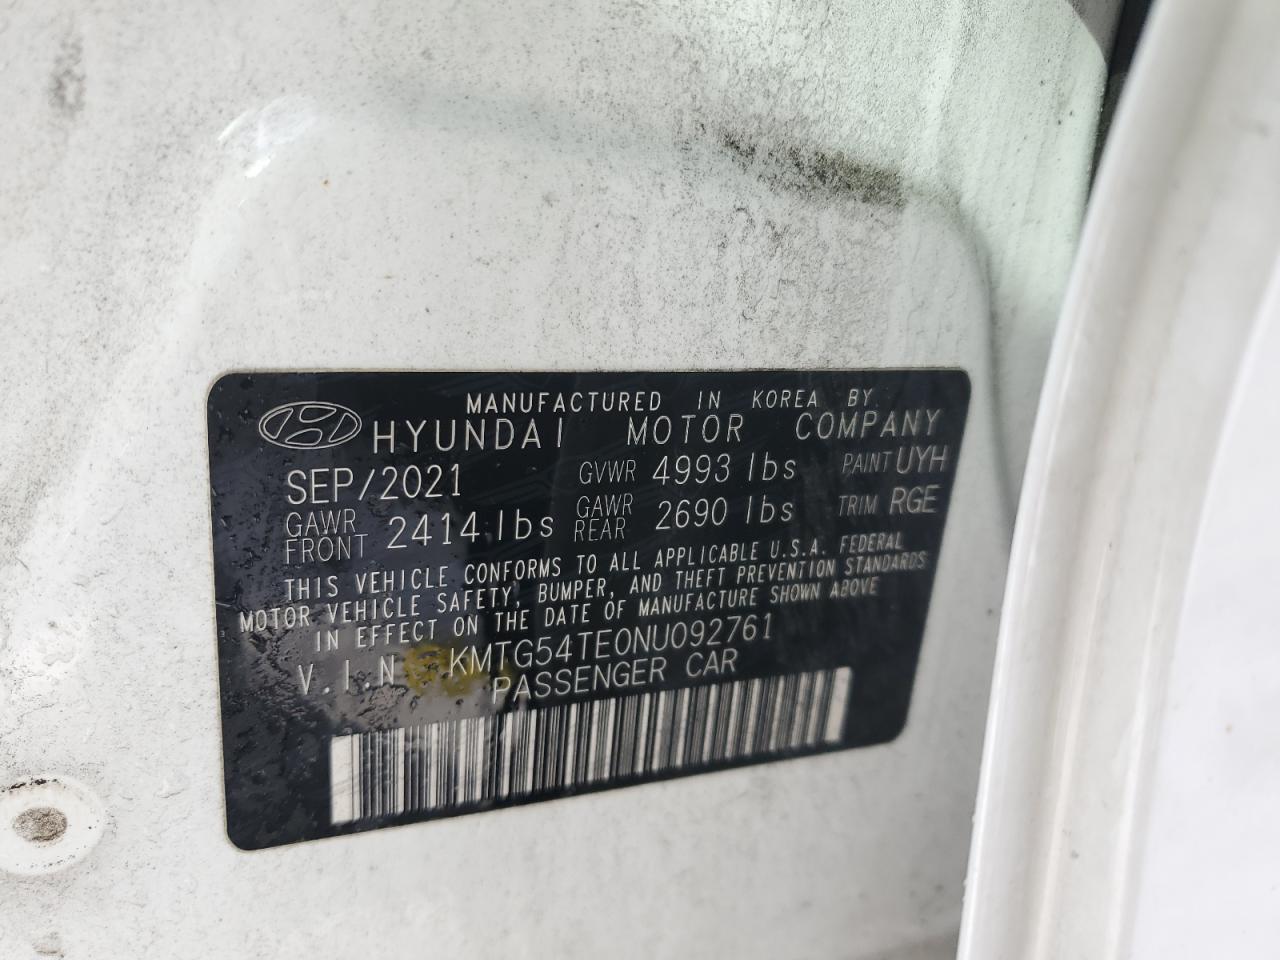 MANUFACTURED IN KOREA BY
HYUNDAI MOTOR COMPANY
SEP/2021 GVWR 4993 lbs PAINT UYH
GAWR FRONT 2414 lbs GAWR REAR 2690 lbs TRIM RGE
THIS VEHICLE CONFORMS TO ALL APPLICABLE U.S.A. FEDERAL
MOTOR VEHICLE SAFETY, BUMPER, AND THEFT PREVENTION STANDARDS
IN EFFECT ON THE DATE OF MANUFACTURE SHOWN ABOVE
V.I.N KMTG54TE0NU092761
PASSENGER CAR